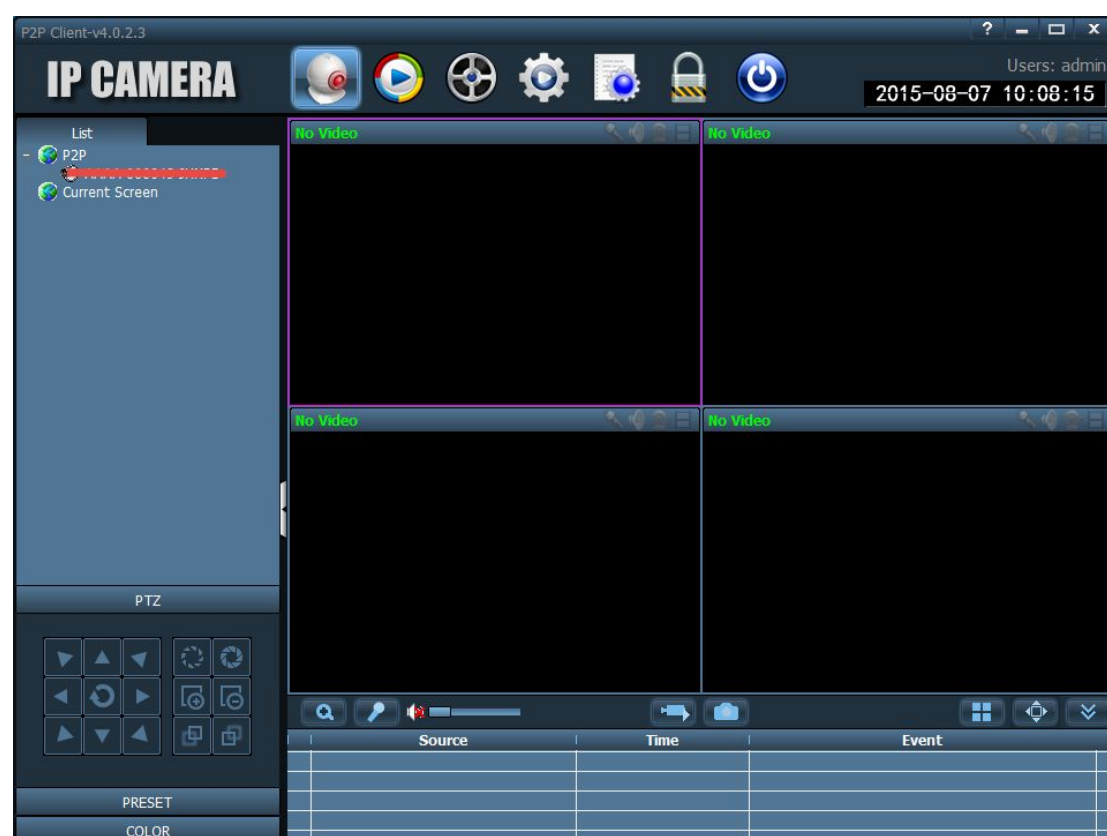 P2P Client-v4.0.2.3
?
x
IP CAMERA
Users: admin
2015-08-07 10:08:15
List
No Video
No Video
P2P
Current Screen
No Video
No Video
PTZ
Source Time Event
PRESET
COLOR